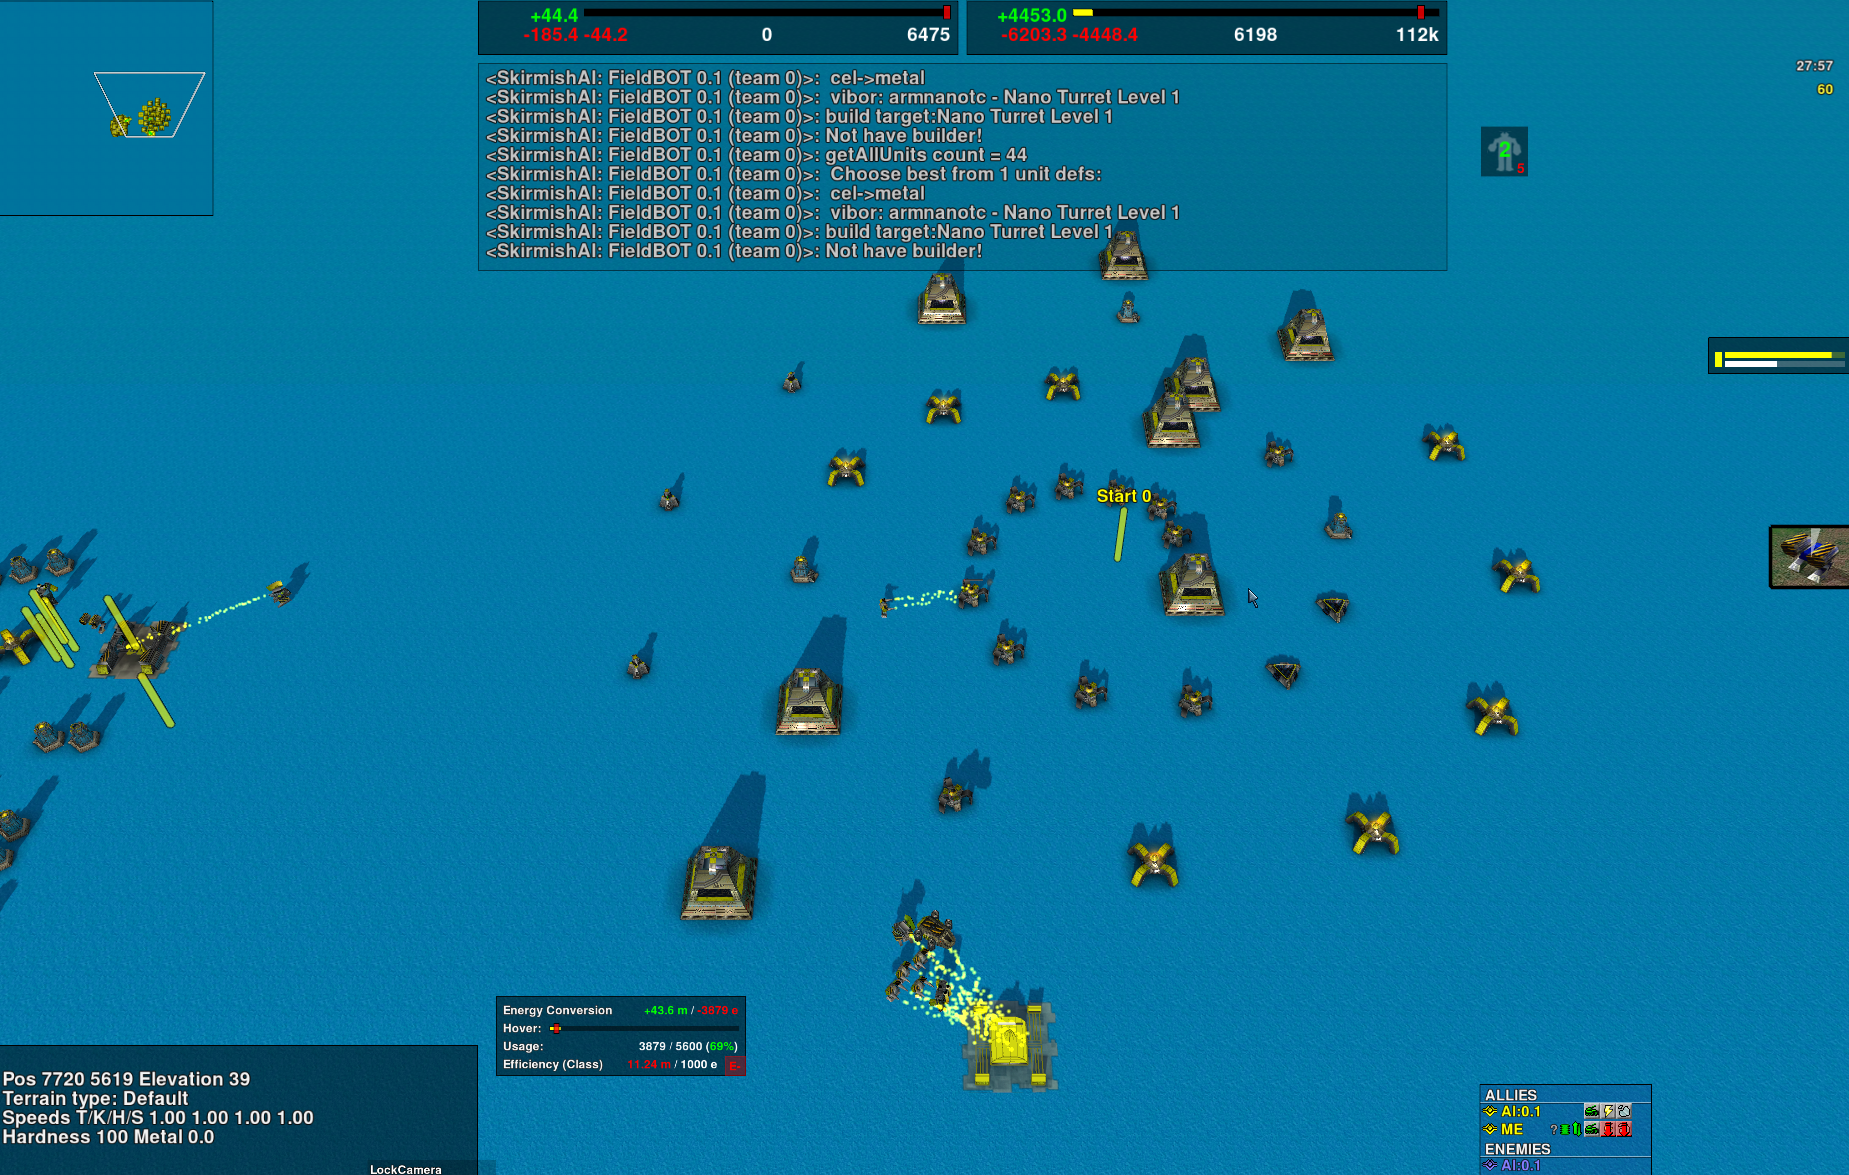 +44.4
-185.4 -44.2
0
6475
+4453.0
-6203.3 -4448.4
6198
112k
27:57
60
<SkirmishAI: FieldBOT 0.1 (team 0)>:  cel->metal
<SkirmishAI: FieldBOT 0.1 (team 0)>:  vibor: armnanotc - Nano Turret Level 1
<SkirmishAI: FieldBOT 0.1 (team 0)>: build target:Nano Turret Level 1
<SkirmishAI: FieldBOT 0.1 (team 0)>: Not have builder!
<SkirmishAI: FieldBOT 0.1 (team 0)>: getAllUnits count = 44
<SkirmishAI: FieldBOT 0.1 (team 0)>:  Choose best from 1 unit defs:
<SkirmishAI: FieldBOT 0.1 (team 0)>:  cel->metal
<SkirmishAI: FieldBOT 0.1 (team 0)>:  vibor: armnanotc - Nano Turret Level 1
<SkirmishAI: FieldBOT 0.1 (team 0)>: build target:Nano Turret Level 1
<SkirmishAI: FieldBOT 0.1 (team 0)>: Not have builder!
2
5
Start 0
Energy Conversion +43.6 m / -3879 e
Hover:
Usage: 3879 / 5600 (69%)
Efficiency (Class) 11.24 m / 1000 e E-
Pos 7720 5619 Elevation 39
Terrain type: Default
Speeds T/K/H/S 1.00 1.00 1.00 1.00
Hardness 100 Metal 0.0
LockCamera
ALLIES
AI:0.1
ME ?
ENEMIES
AI:0.1